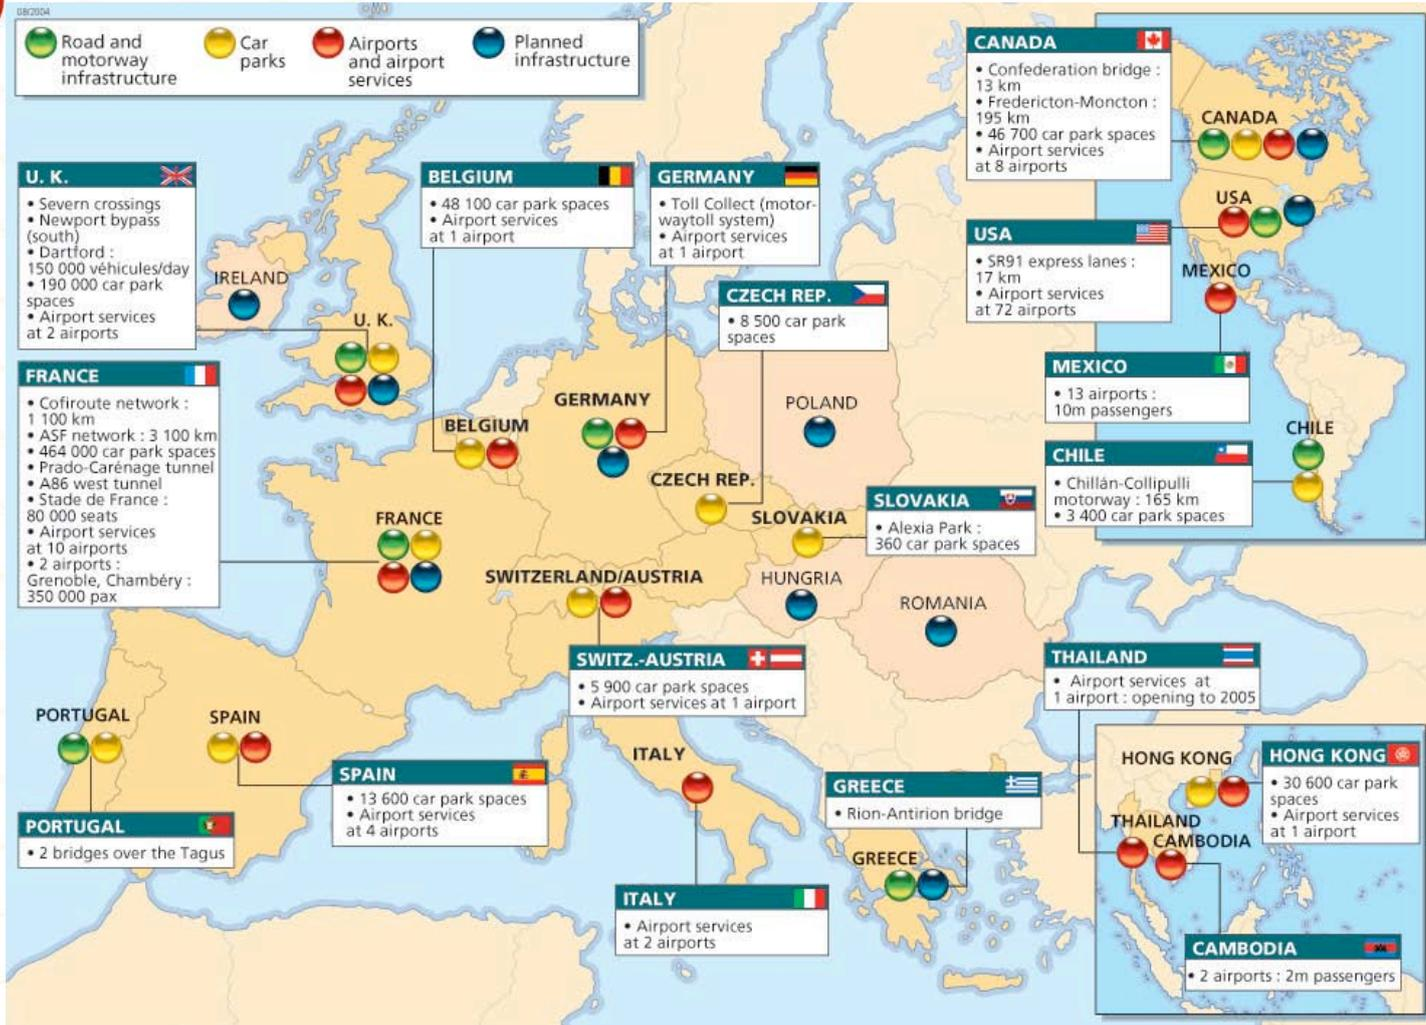 08/2004
Road and
motorway
infrastructure
Car
parks
Airports
and airport
services
Planned
infrastructure
U. K.
• Severn crossings
• Newport bypass
(south)
• Dartford :
150 000 véhicules/day
• 190 000 car park
spaces
• Airport services
at 2 airports
BELGIUM
• 48 100 car park spaces
• Airport services
at 1 airport
GERMANY
• Toll Collect (motor-
waytoll system)
• Airport services
at 1 airport
CZECH REP.
• 8 500 car park
spaces
CANADA
• Confederation bridge :
13 km
• Fredericton-Moncton :
195 km
• 46 700 car park spaces
• Airport services
at 8 airports
USA
• SR91 express lanes :
17 km
• Airport services
at 72 airports
MEXICO
• 13 airports :
10m passengers
CHILE
• Chillán-Collipulli
motorway : 165 km
• 3 400 car park spaces
CANADA
USA
MEXICO
CHILE
FRANCE
• Cofiroute network :
1 100 km
• ASF network : 3 100 km
• 464 000 car park spaces
• Prado-Carénage tunnel
• A86 west tunnel
• Stade de France :
80 000 seats
• Airport services
at 10 airports
• 2 airports :
Grenoble, Chambéry :
350 000 pax
IRELAND
U. K.
BELGIUM
GERMANY
POLAND
CZECH REP.
SLOVAKIA
FRANCE
SWITZERLAND/AUSTRIA
HUNGRIA
ROMANIA
SLOVAKIA
• Alexia Park :
360 car park spaces
SWITZ.-AUSTRIA
• 5 900 car park spaces
• Airport services at 1 airport
PORTUGAL
SPAIN
ITALY
GREECE
PORTUGAL
• 2 bridges over the Tagus
SPAIN
• 13 600 car park spaces
• Airport services
at 4 airports
ITALY
• Airport services
at 2 airports
GREECE
• Rion-Antirion bridge
THAILAND
• Airport services at
1 airport : opening to 2005
HONG KONG
THAILAND
CAMBODIA
HONG KONG
• 30 600 car park
spaces
• Airport services
at 1 airport
CAMBODIA
• 2 airports : 2m passengers